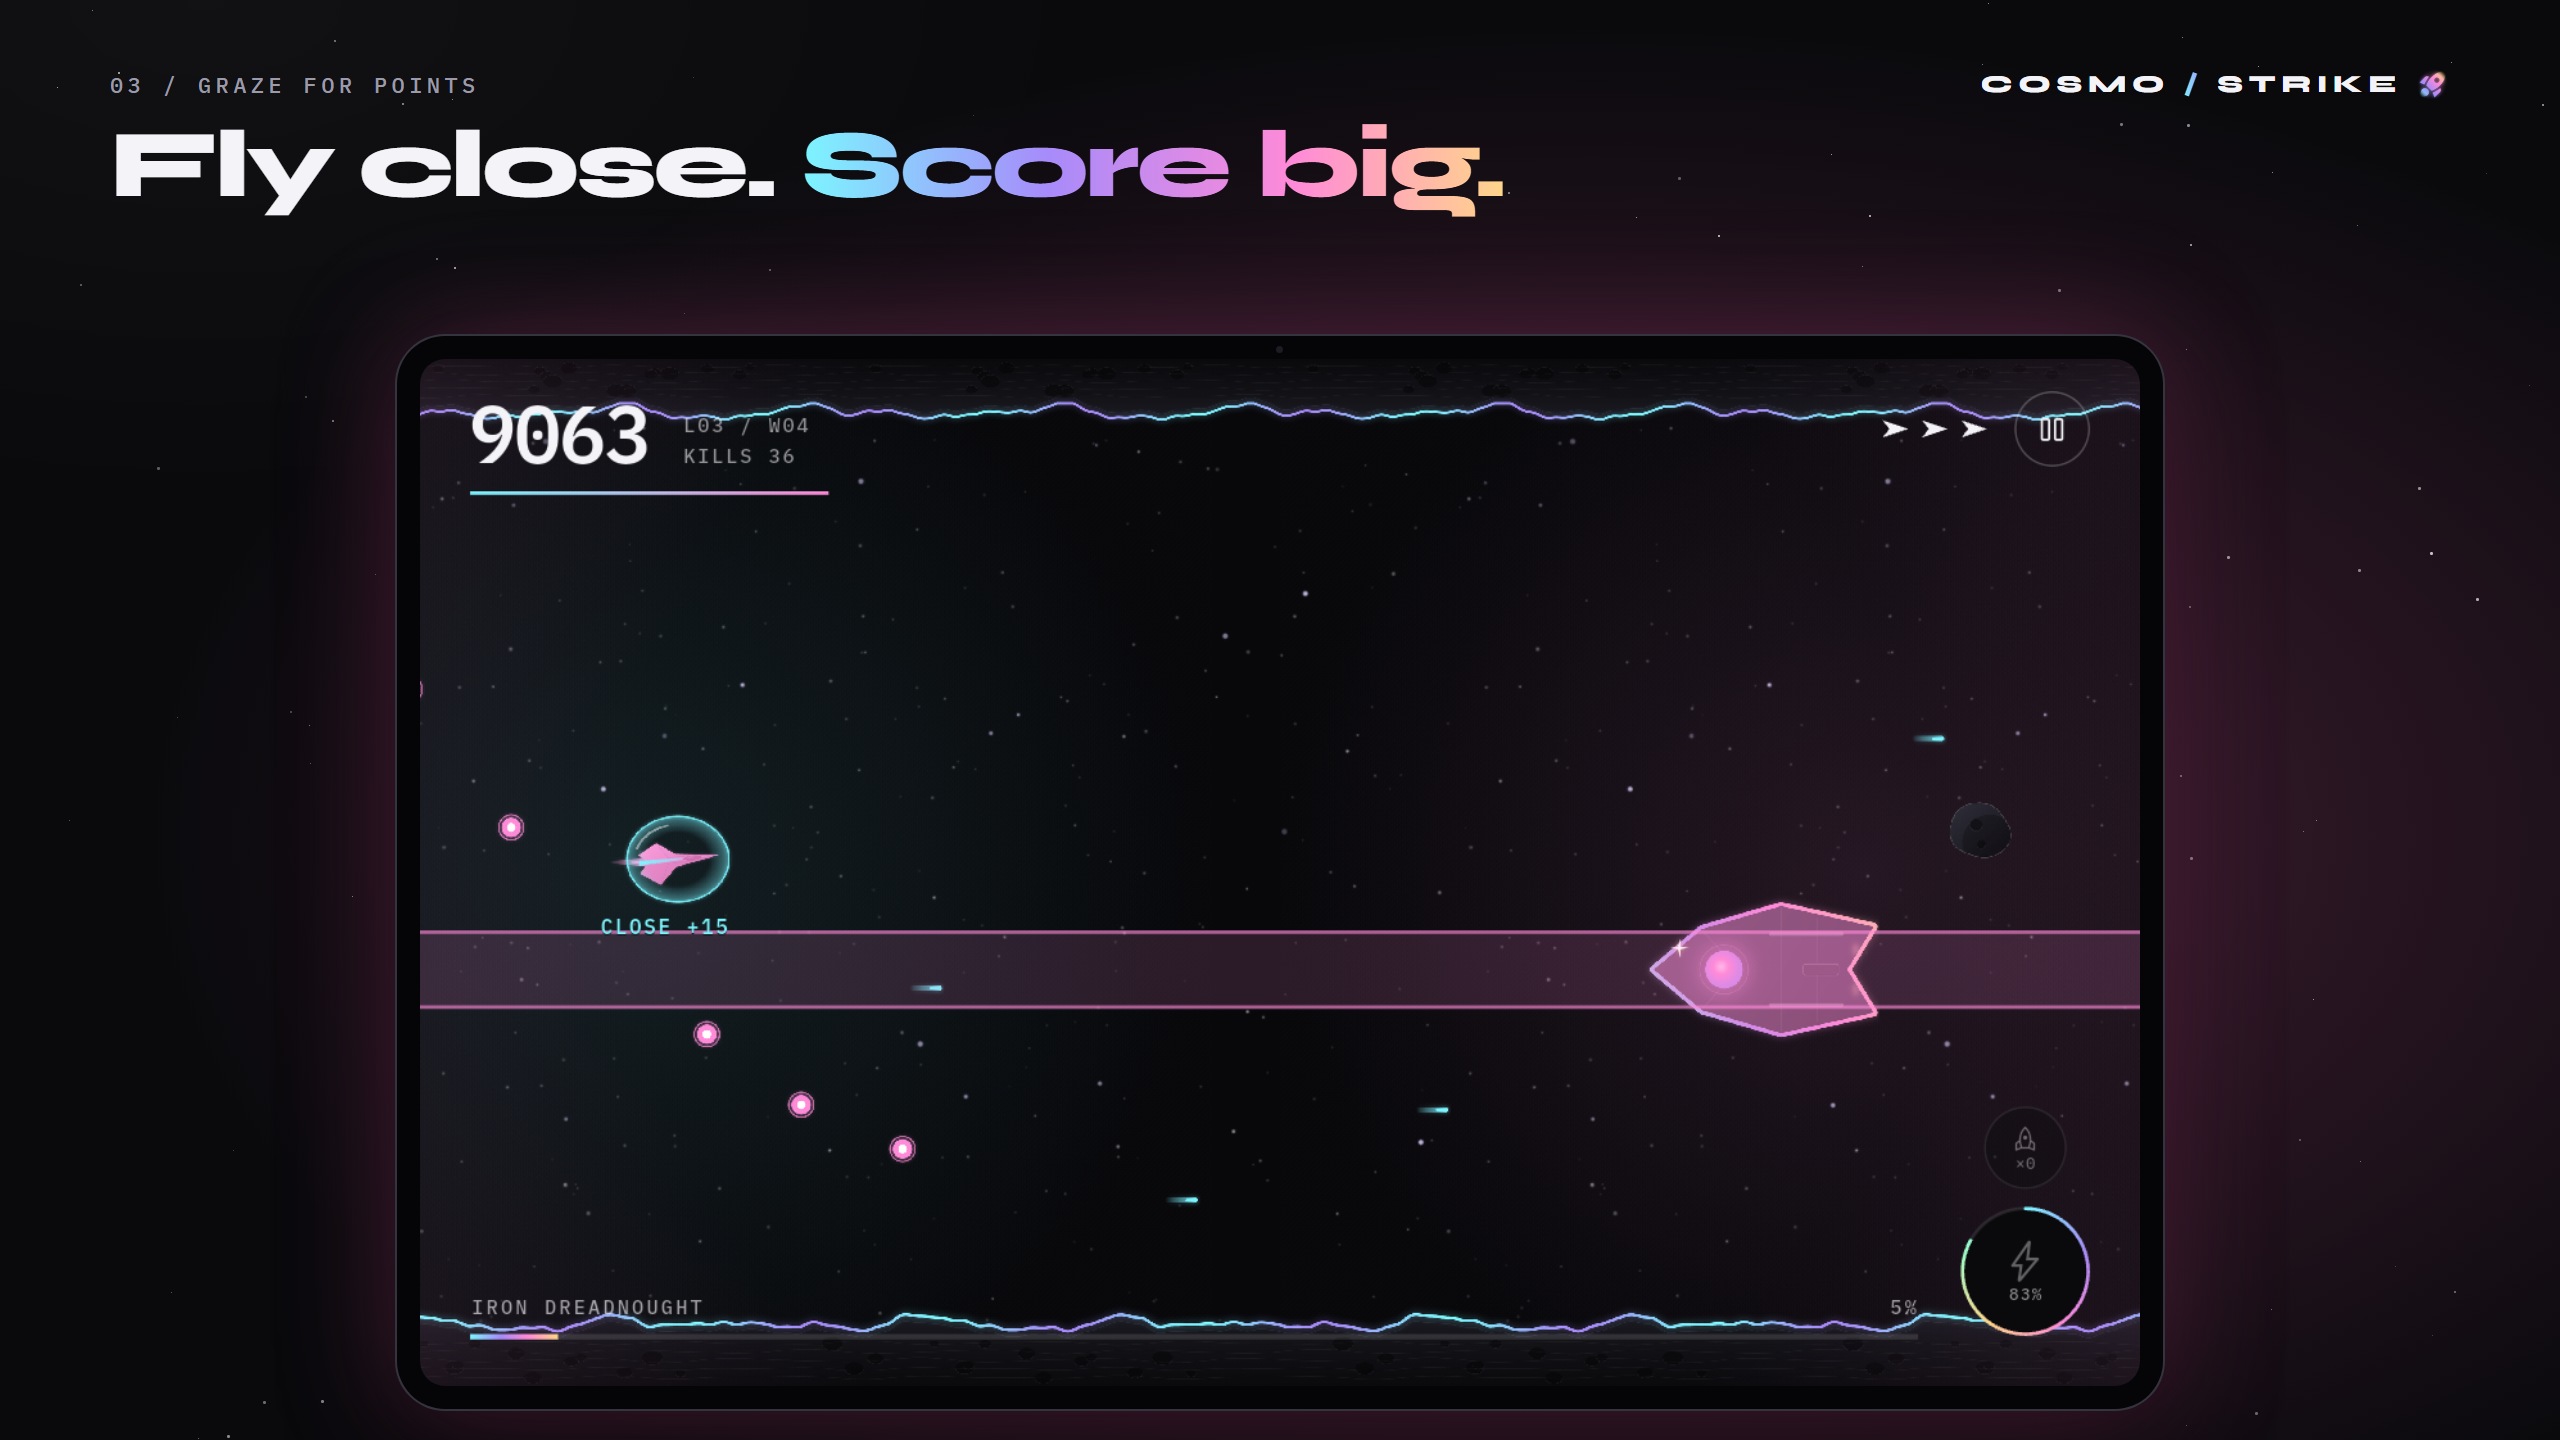 03 / GRAZE FOR POINTS
COSMO / STRIKE
Fly close. Score big.
9063
L03 / W04
KILLS 36
CLOSE +15
×0
83%
IRON DREADNOUGHT
5%